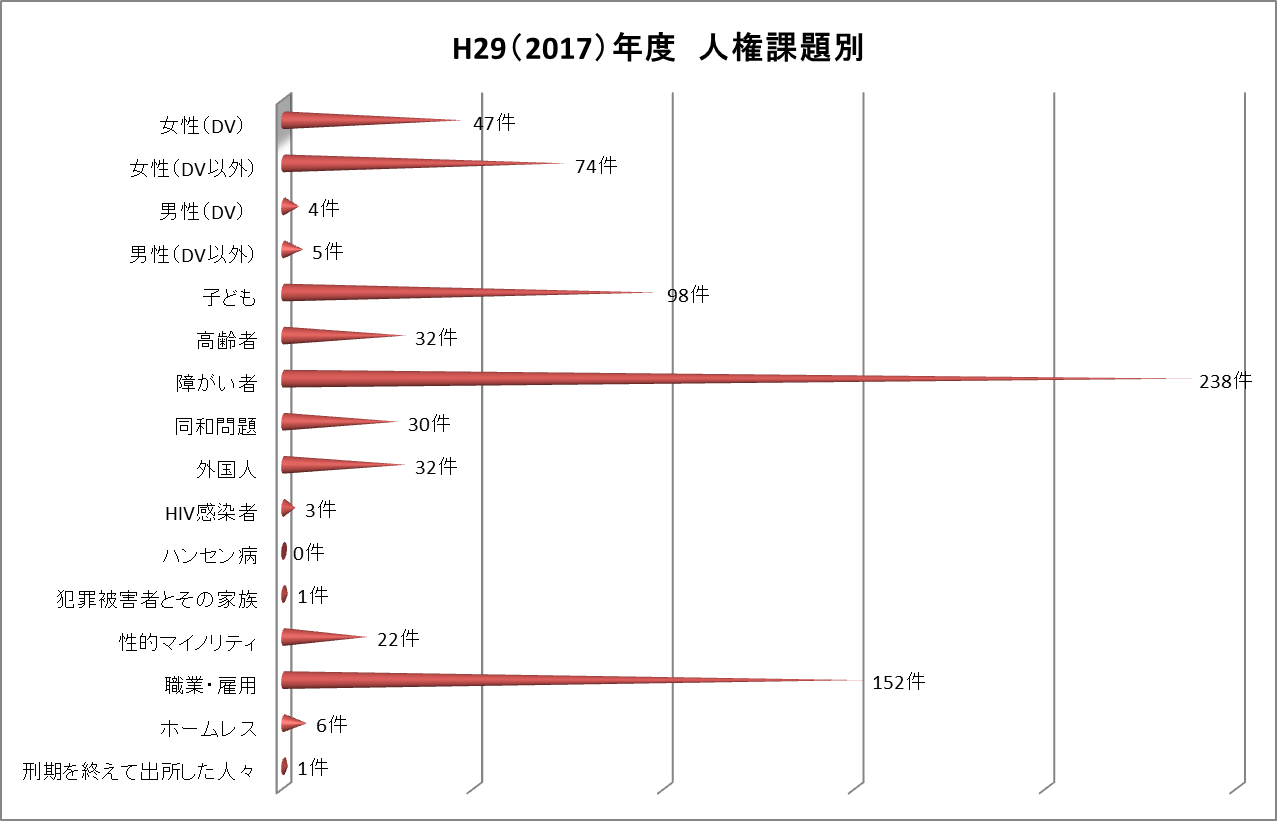 H29（2017）年度　人権課題別
女性（DV） 47件
女性（DV以外） 74件
男性（DV） 4件
男性（DV以外） 5件
子ども 98件
高齢者 32件
障がい者 238件
同和問題 30件
外国人 32件
HIV感染者 3件
ハンセン病 0件
犯罪被害者とその家族 1件
性的マイノリティ 22件
職業・雇用 152件
ホームレス 6件
刑期を終えて出所した人々 1件